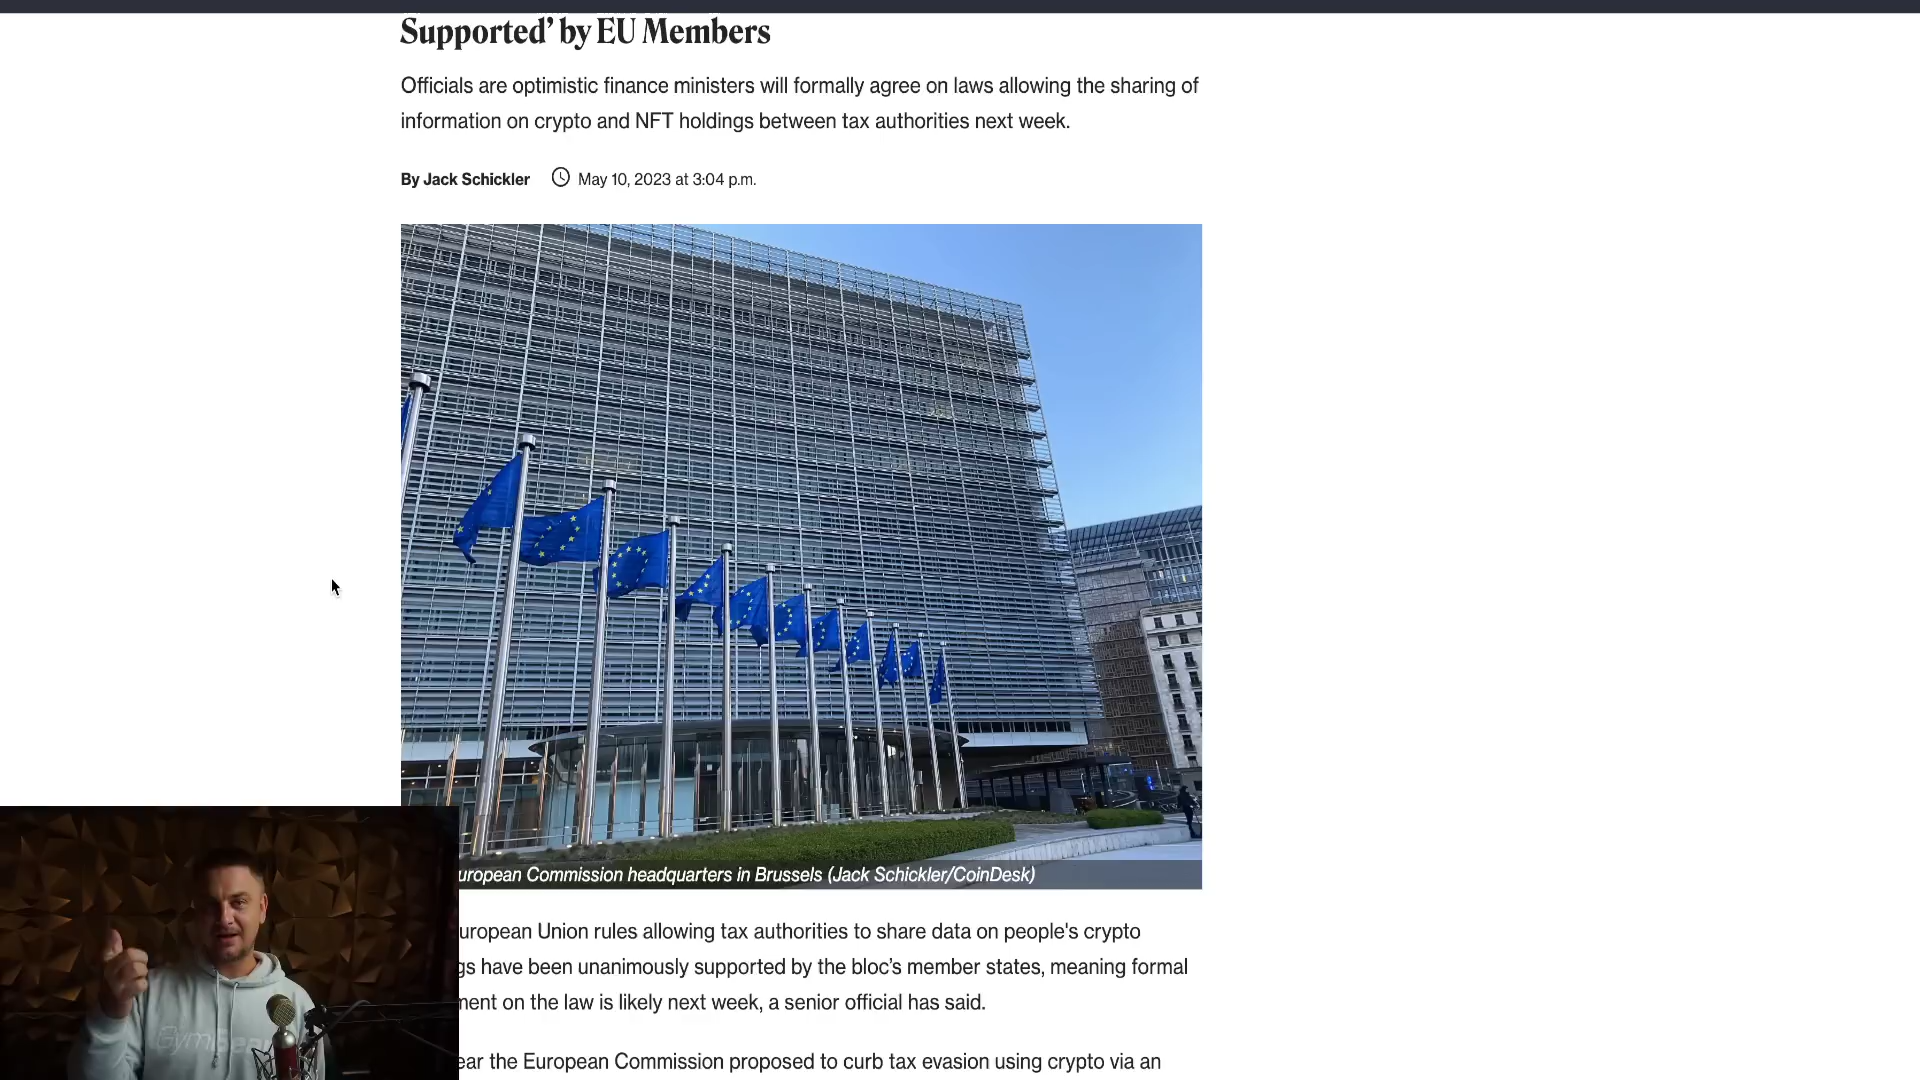 Supported’ by EU Members
Officials are optimistic finance ministers will formally agree on laws allowing the sharing of
information on crypto and NFT holdings between tax authorities next week.
By Jack Schickler May 10, 2023 at 3:04 p.m.
European Commission headquarters in Brussels (Jack Schickler/CoinDesk)
uropean Union rules allowing tax authorities to share data on people's crypto
gs have been unanimously supported by the bloc’s member states, meaning formal
ment on the law is likely next week, a senior official has said.
ear the European Commission proposed to curb tax evasion using crypto via an